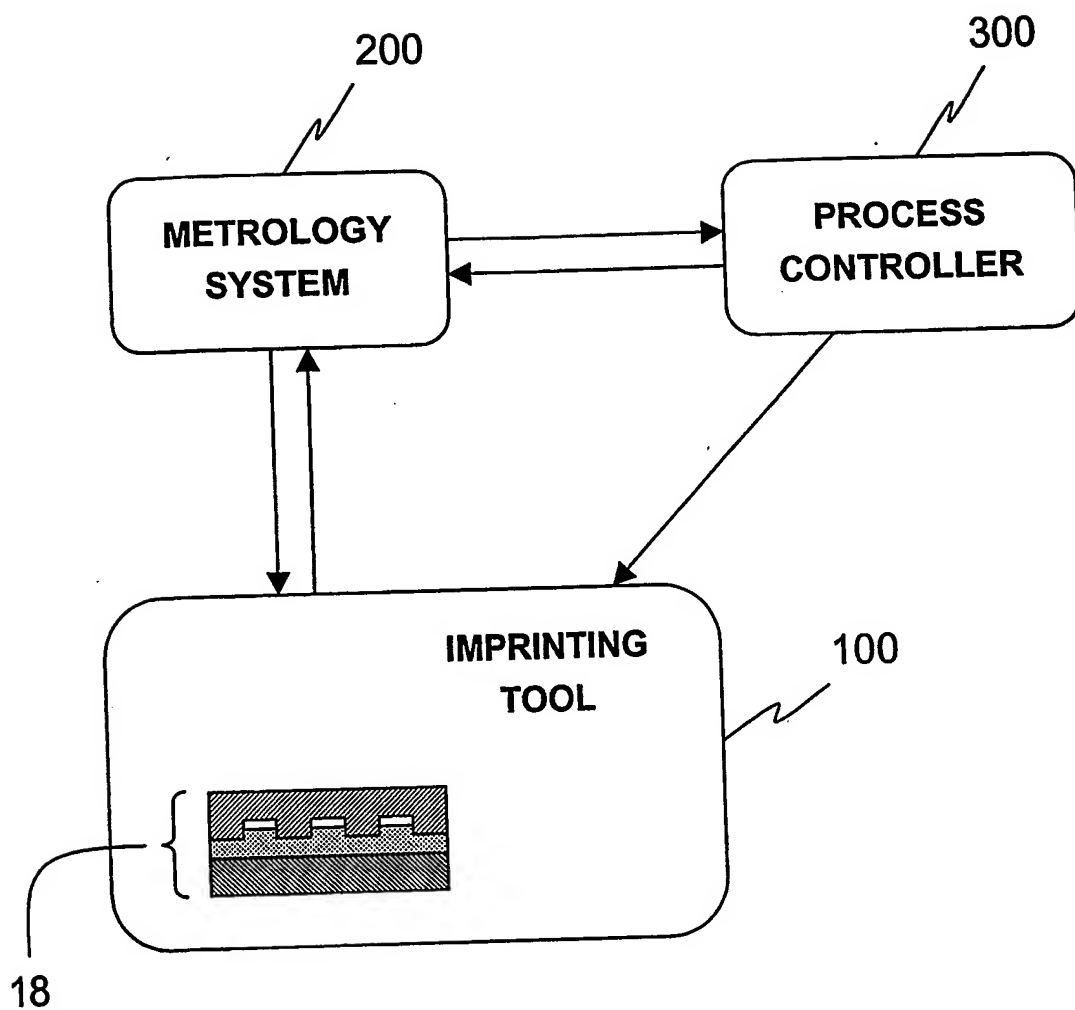 200
300
METROLOGY
SYSTEM
PROCESS
CONTROLLER
IMPRINTING
TOOL
100
18